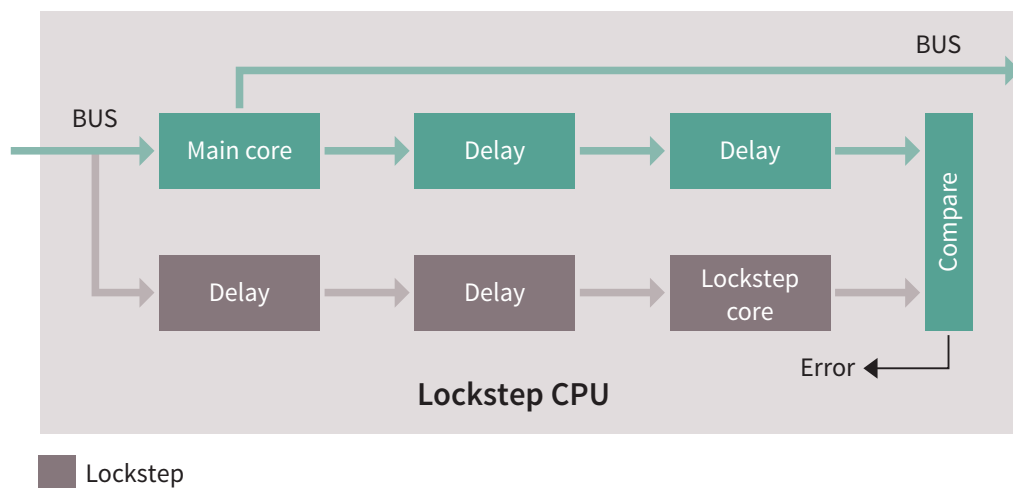 BUS
BUS
Main core
Delay
Delay
Compare
Delay
Delay
Lockstep
core
Error
Lockstep CPU
Lockstep